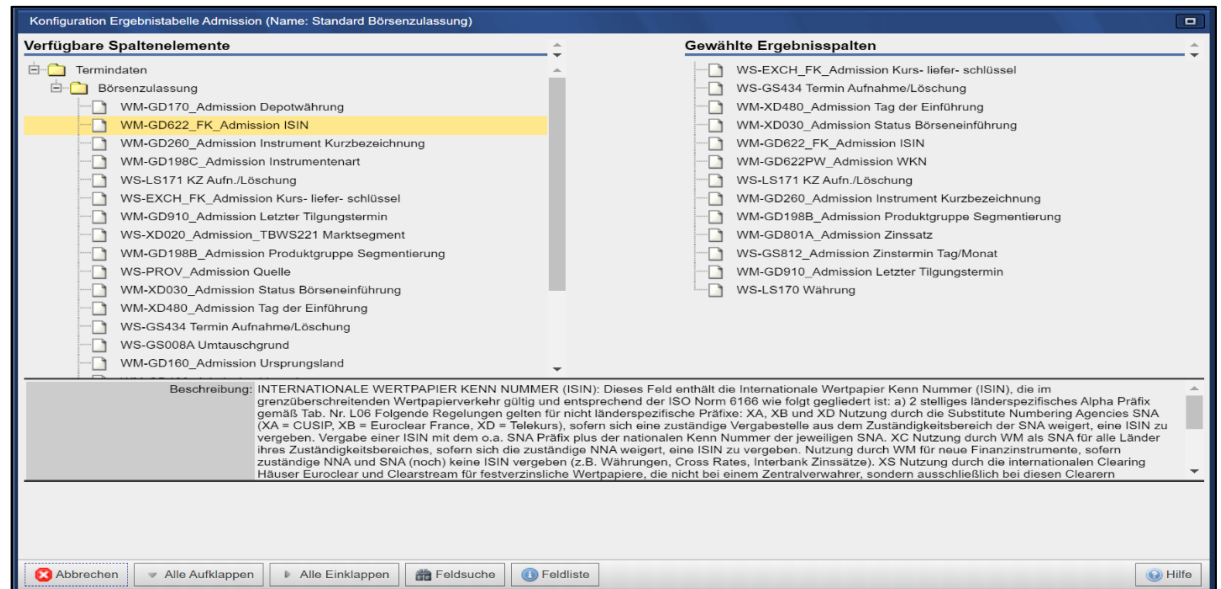 Konfiguration Ergebnistabelle Admission (Name: Standard Börsenzulassung)
Verfügbare Spaltenelemente
Termindaten
Börsenzulassung
WM-GD170_Admission Depotwährung
WM-GD622_FK_Admission ISIN
WM-GD260_Admission Instrument Kurzbezeichnung
WM-GD198C_Admission Instrumentenart
WS-LS171 KZ Aufn./Löschung
WS-EXCH_FK_Admission Kurs- liefer- schlüssel
WM-GD910_Admission Letzter Tilgungstermin
WS-XD020_Admission_TBWS221 Marktsegment
WM-GD198B_Admission Produktgruppe Segmentierung
WS-PROV_Admission Quelle
WM-XD030_Admission Status Börseneinführung
WM-XD480_Admission Tag der Einführung
WS-GS434 Termin Aufnahme/Löschung
WS-GS008A Umtauschgrund
WM-GD160_Admission Ursprungsland
Gewählte Ergebnisspalten
WS-EXCH_FK_Admission Kurs- liefer- schlüssel
WS-GS434 Termin Aufnahme/Löschung
WM-XD480_Admission Tag der Einführung
WM-XD030_Admission Status Börseneinführung
WM-GD622_FK_Admission ISIN
WM-GD622PW_Admission WKN
WS-LS171 KZ Aufn./Löschung
WM-GD260_Admission Instrument Kurzbezeichnung
WM-GD198B_Admission Produktgruppe Segmentierung
WM-GD801A_Admission Zinssatz
WS-GS812_Admission Zinstermin Tag/Monat
WM-GD910_Admission Letzter Tilgungstermin
WS-LS170 Währung
Beschreibung: INTERNATIONALE WERTPAPIER KENN NUMMER (ISIN): Dieses Feld enthält die Internationale Wertpapier Kenn Nummer (ISIN), die im
grenzüberschreitenden Wertpapierverkehr gültig und entsprechend der ISO Norm 6166 wie folgt gegliedert ist: a) 2 stelliges länderspezifisches Alpha Präfix
gemäß Tab. Nr. L06 Folgende Regelungen gelten für nicht länderspezifische Präfixe: XA, XB und XD Nutzung durch die Substitute Numbering Agencies SNA
(XA = CUSIP, XB = Euroclear France, XD = Telekurs), sofern sich eine zuständige Vergabestelle aus dem Zuständigkeitsbereich der SNA weigert, eine ISIN zu
vergeben. Vergabe einer ISIN mit dem o.a. SNA Präfix plus der nationalen Kenn Nummer der jeweiligen SNA. XC Nutzung durch WM als SNA für alle Länder
ihres Zuständigkeitsbereiches, sofern sich die zuständige NNA weigert, eine ISIN zu vergeben. Nutzung durch WM für neue Finanzinstrumente, sofern
zuständige NNA und SNA (noch) keine ISIN vergeben (z.B. Währungen, Cross Rates, Interbank Zinssätze). XS Nutzung durch die internationalen Clearing
Häuser Euroclear und Clearstream für festverzinsliche Wertpapiere, die nicht bei einem Zentralverwahrer, sondern ausschließlich bei diesen Clearern
Abbrechen
Alle Aufklappen
Alle Einklappen
Feldsuche
Feldliste
Hilfe